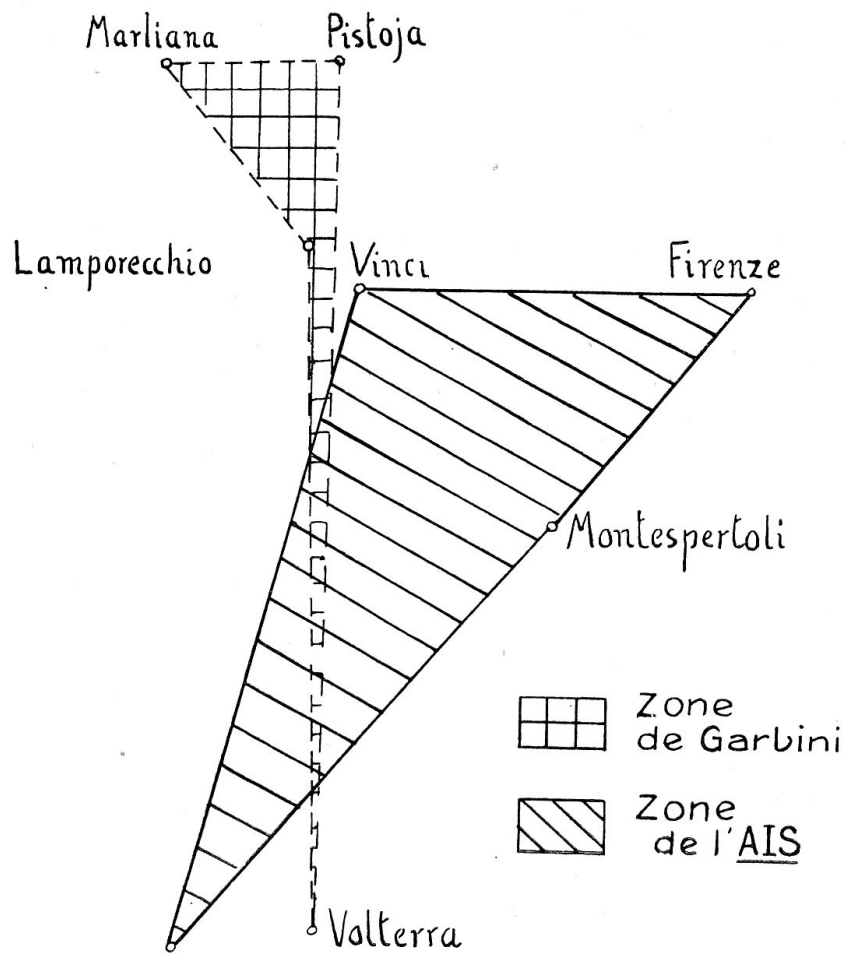 Marliana
Pistoja
Lamporecchio
Vinci
Firenze
Montespertoli
Zone
de Garbini
Zone
de l'AIS
Volterra